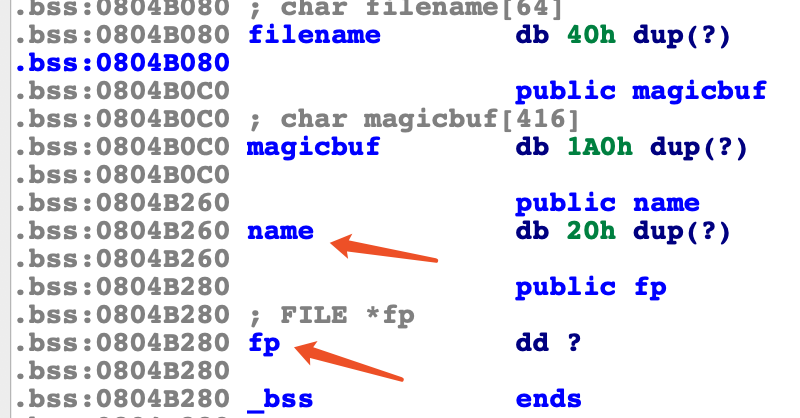 .bss:0804B080 ; char filename[64]
.bss:0804B080 filename db 40h dup(?)
.bss:0804B080
.bss:0804B0C0 public magicbuf
.bss:0804B0C0 ; char magicbuf[416]
.bss:0804B0C0 magicbuf db 1A0h dup(?)
.bss:0804B0C0
.bss:0804B260 public name
.bss:0804B260 name db 20h dup(?)
.bss:0804B260
.bss:0804B280 public fp
.bss:0804B280 ; FILE *fp
.bss:0804B280 fp dd ?
.bss:0804B280
.bss:0804B280 _bss ends
.bss:0804B280